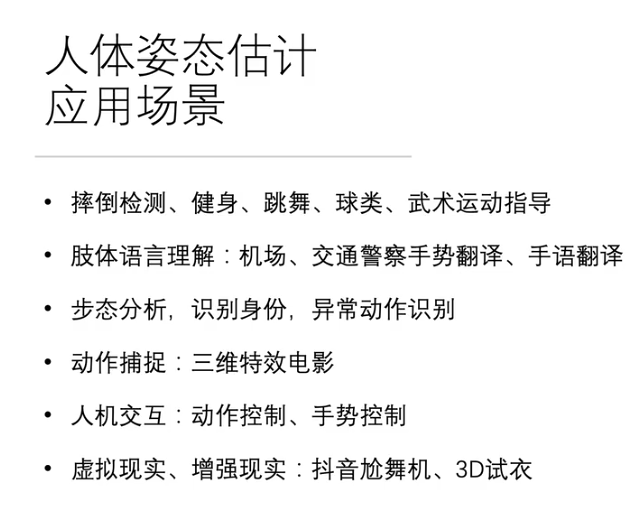 人体姿态估计
应用场景
• 摔倒检测、健身、跳舞、球类、武术运动指导
• 肢体语言理解：机场、交通警察手势翻译、手语翻译
• 步态分析，识别身份，异常动作识别
• 动作捕捉：三维特效电影
• 人机交互：动作控制、手势控制
• 虚拟现实、增强现实：抖音尬舞机、3D试衣